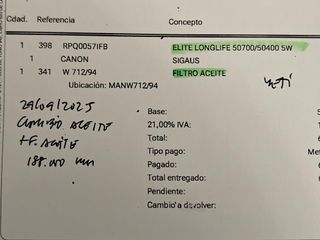 Cdad. Referencia Concepto
1 398 RPQ0057IFB ELITE LONGLIFE 50700/50400 5W
1 CANON SIGAUS
1 341 W 712/94 FILTRO ACEITE
Ubicación: MANW712/94
29/09/2025
CAMBIO ACEITE
+F. ACEITE
188.000 km
Base:
21,00% IVA:
Total:
Tipo pago: Met
Pagado:
Total entregado:
Pendiente:
Cambio a devolver: